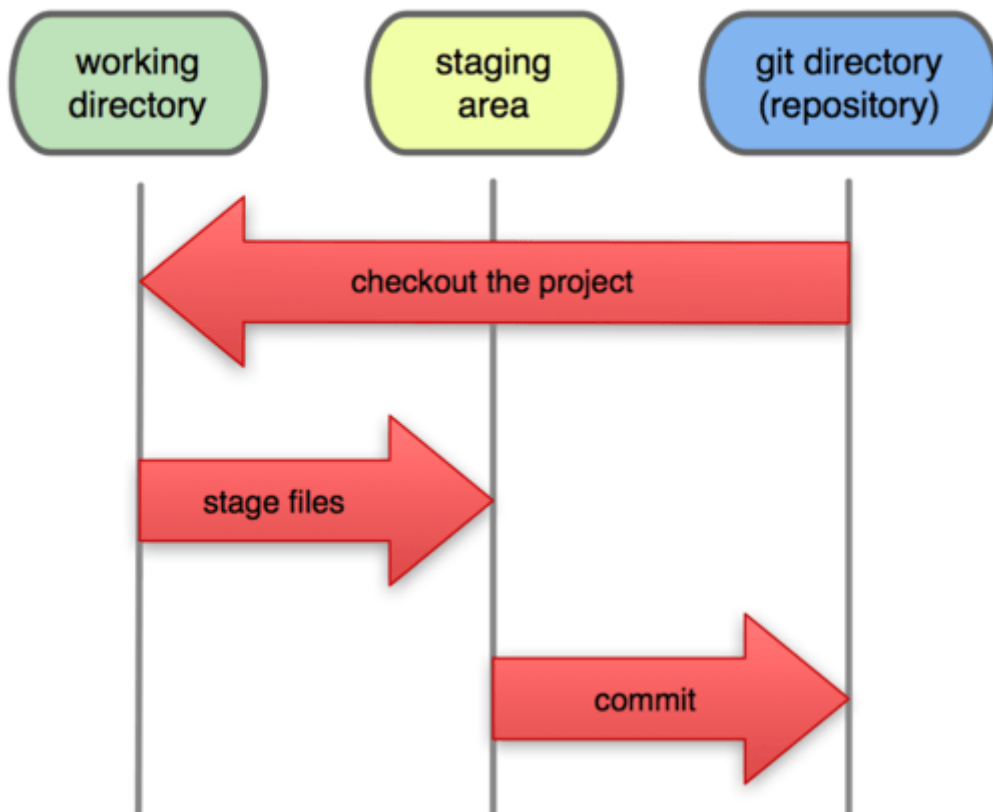 working
directory
staging
area
git directory
(repository)
checkout the project
stage files
commit